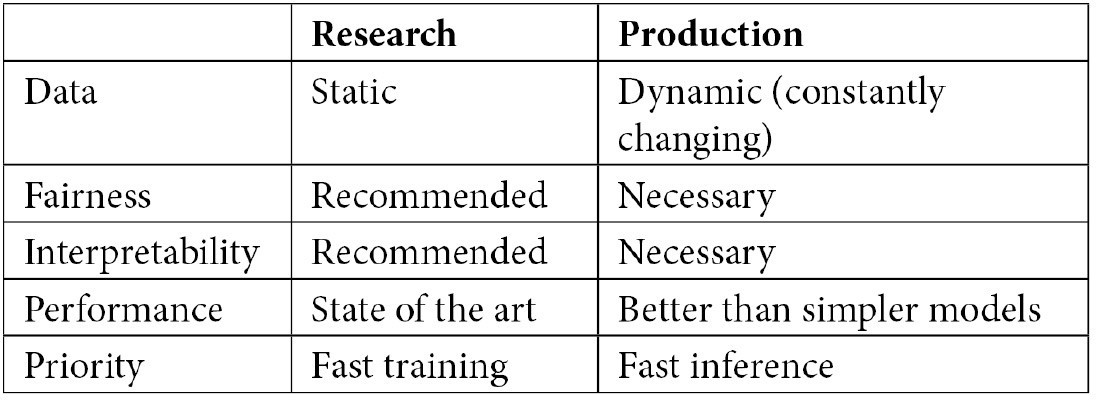 Research Production
Data Static Dynamic (constantly
changing)
Fairness Recommended Necessary
Interpretability Recommended Necessary
Performance State of the art Better than simpler models
Priority Fast training Fast inference